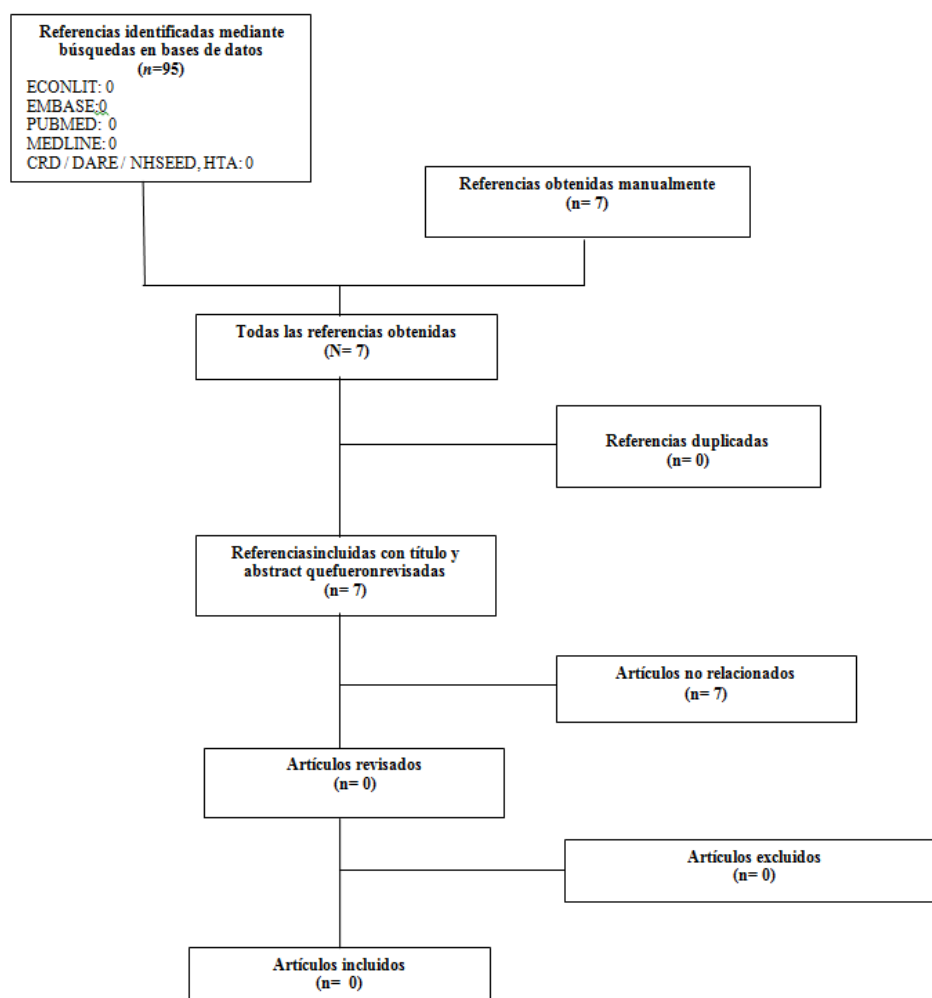 Referencias identificadas mediante
búsquedas en bases de datos
(n=95)
ECONLIT: 0
EMBASE:0
PUBMED: 0
MEDLINE: 0
CRD / DARE / NHSEED, HTA: 0
Referencias obtenidas manualmente
(n= 7)
Todas las referencias obtenidas
(N= 7)
Referencias duplicadas
(n= 0)
Referenciasincluidas con título y
abstract quefueronrevisadas
(n= 7)
Artículos no relacionados
(n= 7)
Artículos revisados
(n= 0)
Artículos excluidos
(n= 0)
Artículos incluidos
(n= 0)